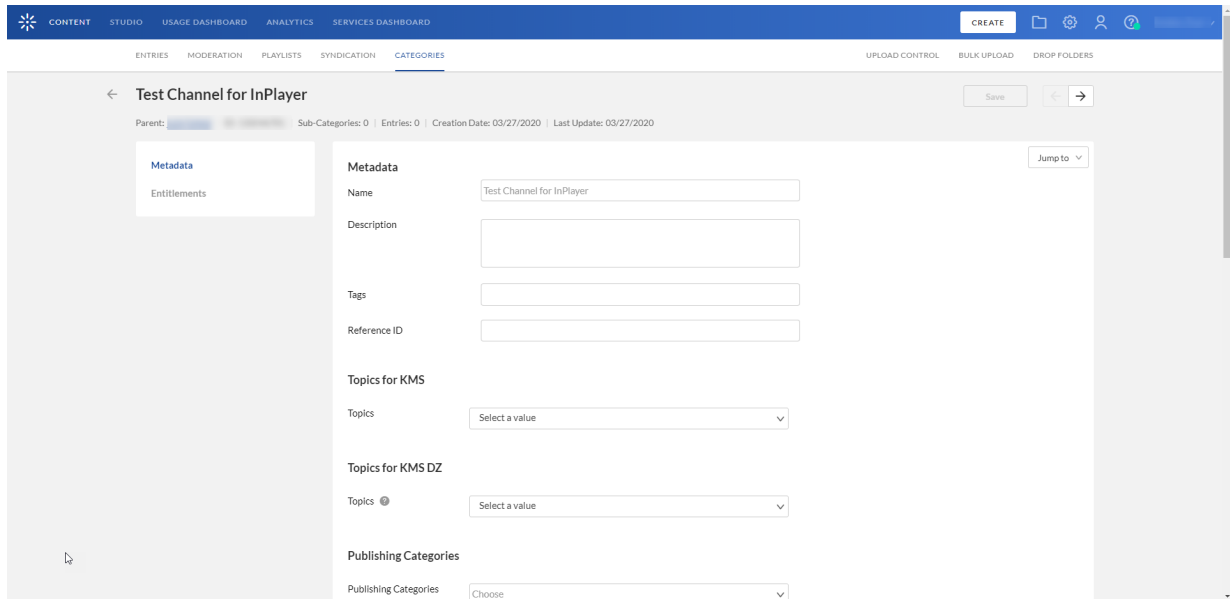 CONTENT STUDIO USAGE DASHBOARD ANALYTICS SERVICES DASHBOARD CREATE
ENTRIES MODERATION PLAYLISTS SYNDICATION CATEGORIES UPLOAD CONTROL BULK UPLOAD DROP FOLDERS
Test Channel for InPlayer Save
Parent: Sub-Categories: 0 | Entries: 0 | Creation Date: 03/27/2020 | Last Update: 03/27/2020
Metadata
Entitlements
Jump to
Metadata
Name Test Channel for InPlayer
Description
Tags
Reference ID
Topics for KMS
Topics Select a value
Topics for KMS DZ
Topics ? Select a value
Publishing Categories
Publishing Categories Choose